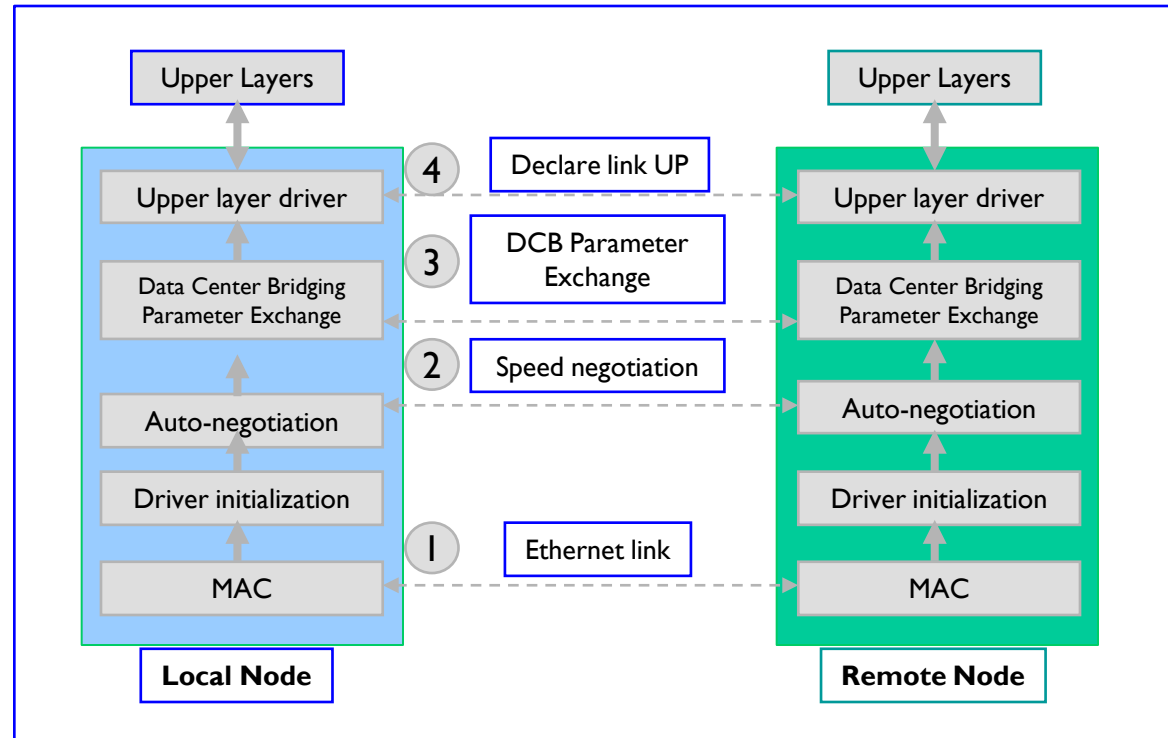 Upper Layers
Upper Layers
4
Declare link UP
Upper layer driver
Upper layer driver
3
DCB Parameter
Exchange
Data Center Bridging
Parameter Exchange
Data Center Bridging
Parameter Exchange
2
Speed negotiation
Auto-negotiation
Auto-negotiation
Driver initialization
Driver initialization
1
Ethernet link
MAC
MAC
Local Node
Remote Node